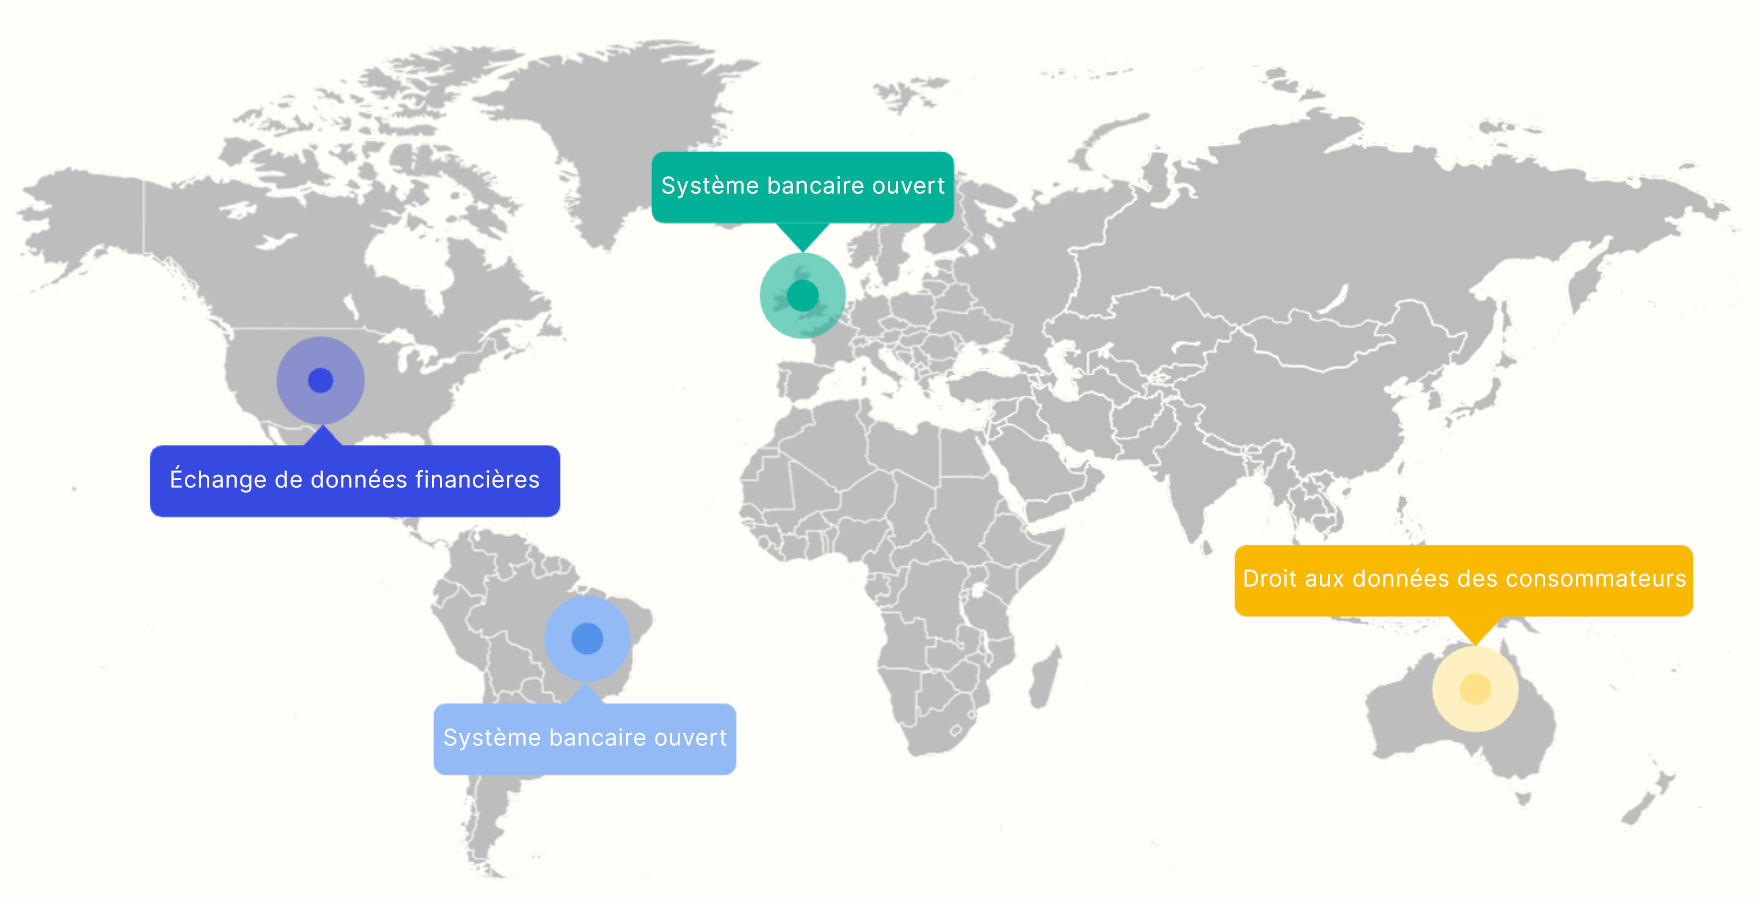 Système bancaire ouvert
Échange de données financières
Droit aux données des consommateurs
Système bancaire ouvert